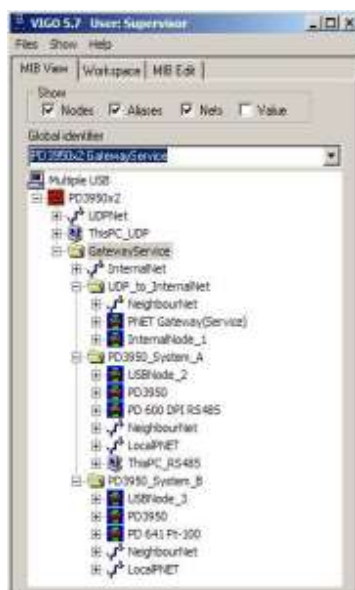 VIGO 5.7 User: Supervisor
Files Show Help
MIB View Workspace MIB Edit
Show
Nodes Aliases Nets Value
Global identifier
PD3950x2 GatewayService
Multiple USB
PD3950x2
UDPNet
ThisPC_UDP
GatewayService
InternalNet
UDP_to_InternalNet
NeighbourNet
PNET Gateway(Service)
InternalNode_1
PD3950_System_A
USBNode_2
PD3950
PD 600 DPI RS485
NeighbourNet
LocalPNET
ThisPC_RS485
PD3950_System_B
USBNode_3
PD3950
PD 641 Pt-100
NeighbourNet
LocalPNET